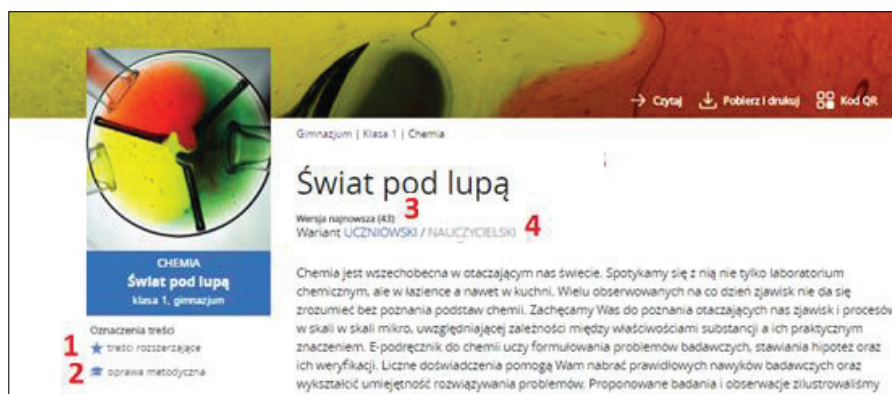 Czytaj Pobierz i drukuj Kod QR
Gimnazjum | Klasa 1 | Chemia
Świat pod lupą
Wersja najnowsza (43) 3
Wariant UCZNIOWSKI / NAUCZYCIELSKI 4
CHEMIA
Świat pod lupą
klasa 1, gimnazjum
Oznaczenia treści
1 treści rozszerzające
2 oprawa metodyczna
Chemia jest wszechobecna w otaczającym nas świecie. Spotykamy się z nią nie tylko laboratorium
chemicznym, ale w łazience a nawet w kuchni. Wielu obserwowanych na co dzień zjawisk nie da się
zrozumieć bez poznania podstaw chemii. Zachęcamy Was do poznania otaczających nas zjawisk i procesów
w skali w skali mikro, uwzględniającej zależności między właściwościami substancji a ich praktycznym
znaczeniem. E-podręcznik do chemii uczy formułowania problemów badawczych, stawiania hipotez oraz
ich weryfikacji. Liczne doświadczenia pomogą Wam nabrać prawidłowych nawyków badawczych oraz
wykształcić umiejętność rozwiązywania problemów. Proponowane badania i obserwacje zilustrowaliśmy